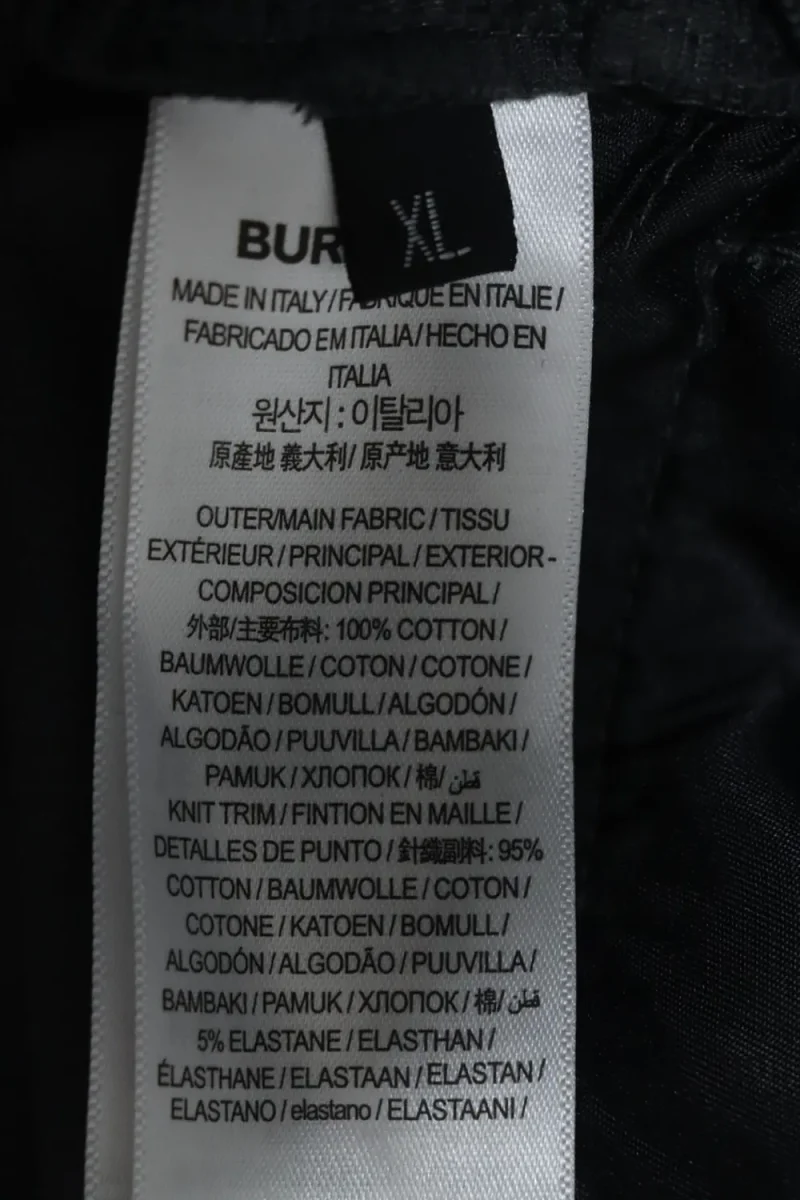 XL
BUR
MADE IN ITALY/FABRIQUE EN ITALIE/
FABRICADO EM ITALIA/HECHO EN
ITALIA
원산지 : 이탈리아
原產地 義大利/ 原产地 意大利
OUTER/MAIN FABRIC/TISSU
EXTÉRIEUR/PRINCIPAL/EXTERIOR-
COMPOSICION PRINCIPAL/
外部/主要布料: 100% COTTON/
BAUMWOLLE/COTON/COTONE/
KATOEN/BOMULL/ALGODÓN/
ALGODÃO/PUUVILLA/BAMBAKI/
PAMUK/ХЛОПОК/棉/قطن
KNIT TRIM/FINTION EN MAILLE/
DETALLES DE PUNTO/針織副料: 95%
COTTON/BAUMWOLLE/COTON/
COTONE/KATOEN/BOMULL/
ALGODÓN/ALGODÃO/PUUVILLA/
BAMBAKI/PAMUK/ХЛОПОК/棉/قطن
5% ELASTANE/ELASTHAN/
ÉLASTHANE/ELASTAAN/ELASTAN/
ELASTANO/elastano/ELASTAANI/